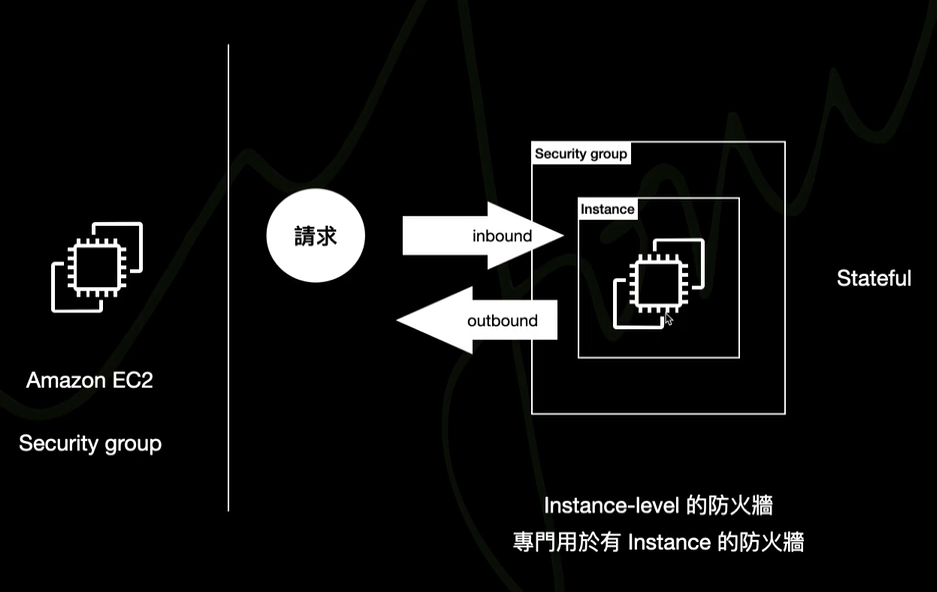 Amazon EC2
Security group
請求
inbound
outbound
Security group
Instance
Stateful
Instance-level 的防火牆
專門用於有 Instance 的防火牆